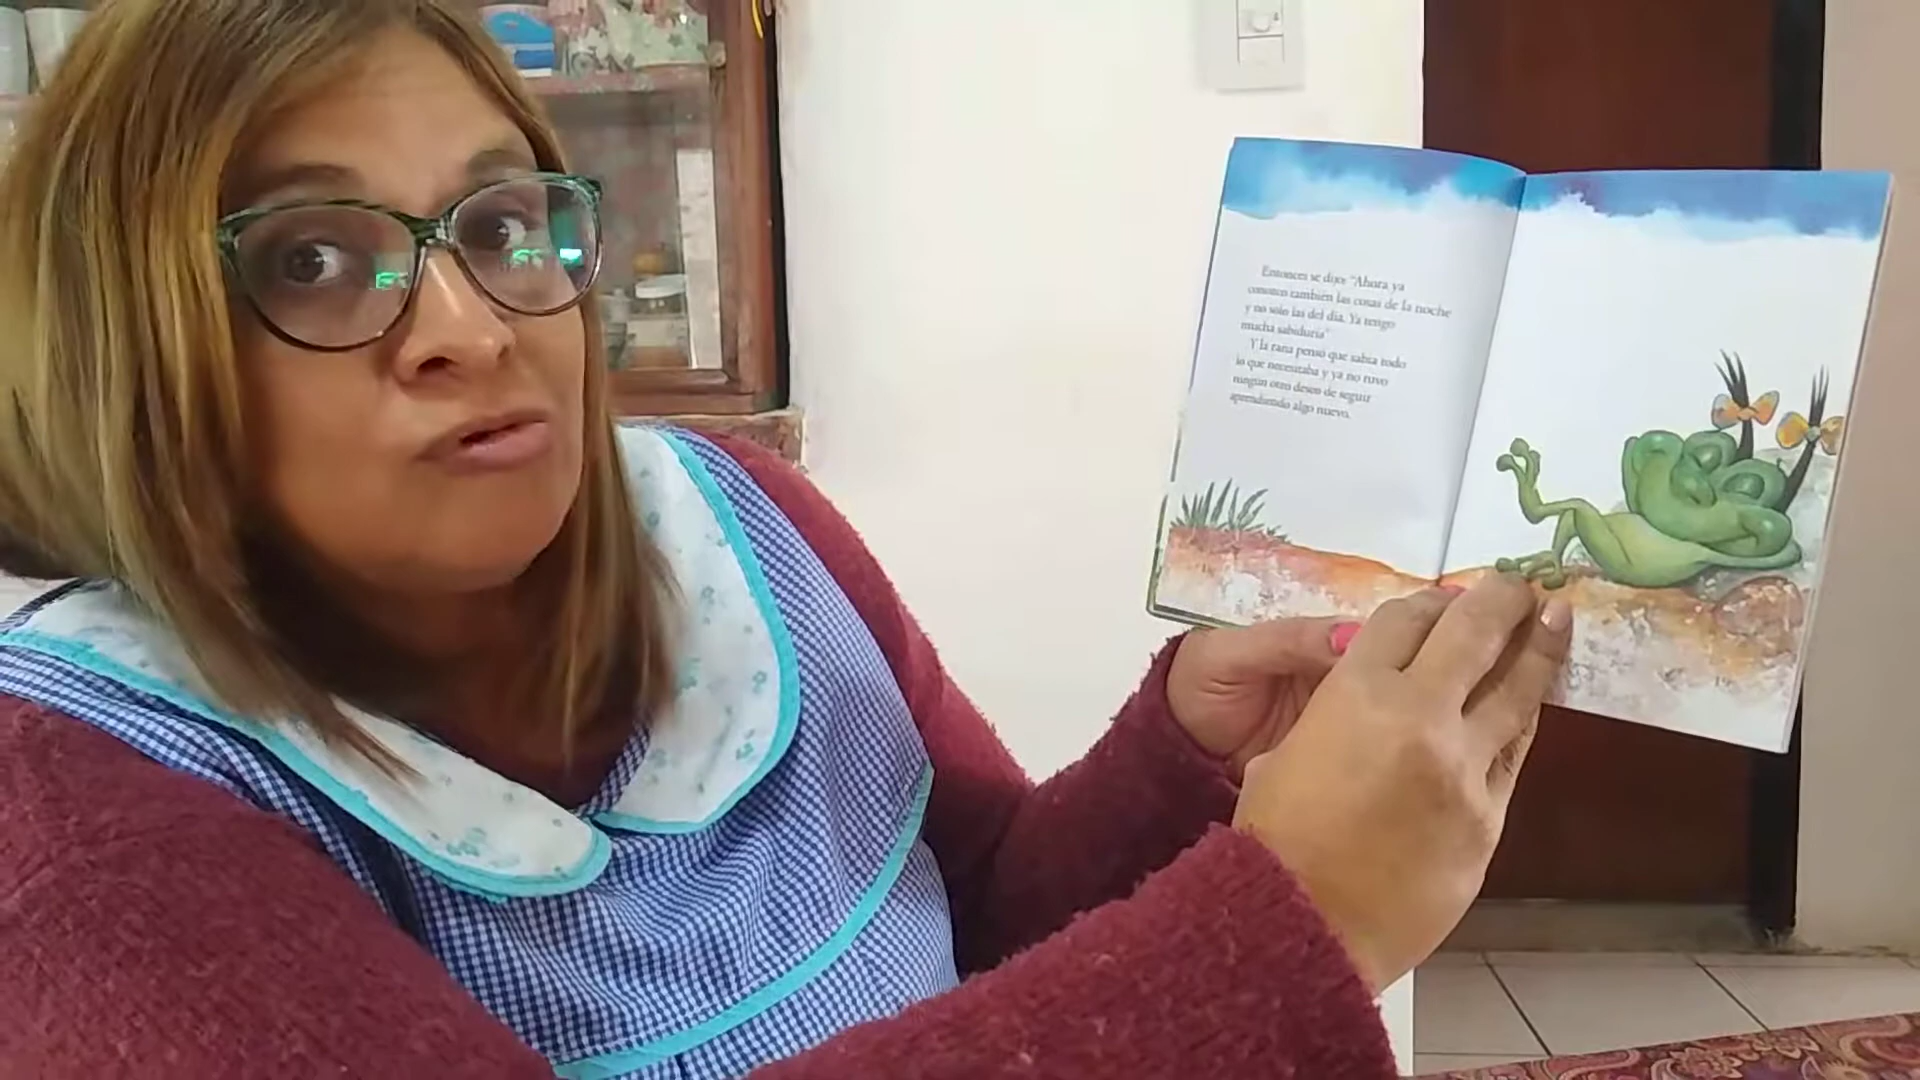 Entonces se dijo: "Ahora ya
conozco también las cosas de la noche
y no sólo las del día. Ya tengo
mucha sabiduría"
Y la rana pensó que sabía todo
lo que necesitaba y ya no tuvo
ningún otro deseo de seguir
aprendiendo algo nuevo.